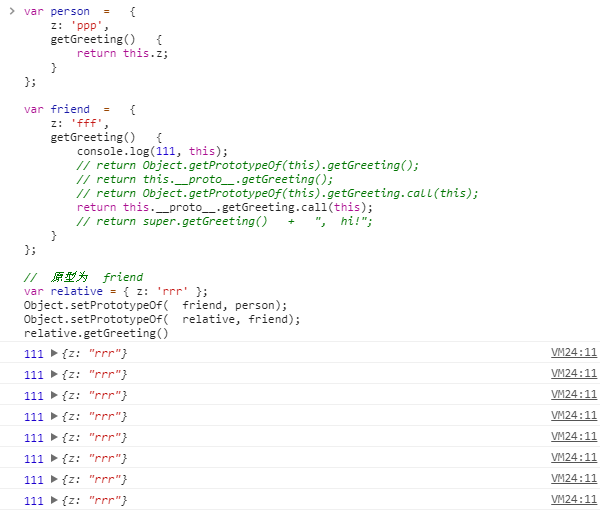 > var person  =   {
    z: 'ppp',
    getGreeting()   {
        return this.z;
    }
};

var friend  =   {
    z: 'fff',
    getGreeting()   {
        console.log(111, this);
        // return Object.getPrototypeOf(this).getGreeting();
        // return this.__proto__.getGreeting();
        // return Object.getPrototypeOf(this).getGreeting.call(this);
        return this.__proto__.getGreeting.call(this);
        // return super.getGreeting()   +   ",  hi!";
    }
};

//  原型为  friend
var relative = { z: 'rrr' };
Object.setPrototypeOf(  friend, person);
Object.setPrototypeOf(  relative, friend);
relative.getGreeting()
111 ▶{z: "rrr"} VM24:11
111 ▶{z: "rrr"} VM24:11
111 ▶{z: "rrr"} VM24:11
111 ▶{z: "rrr"} VM24:11
111 ▶{z: "rrr"} VM24:11
111 ▶{z: "rrr"} VM24:11
111 ▶{z: "rrr"} VM24:11
111 ▶{z: "rrr"} VM24:11